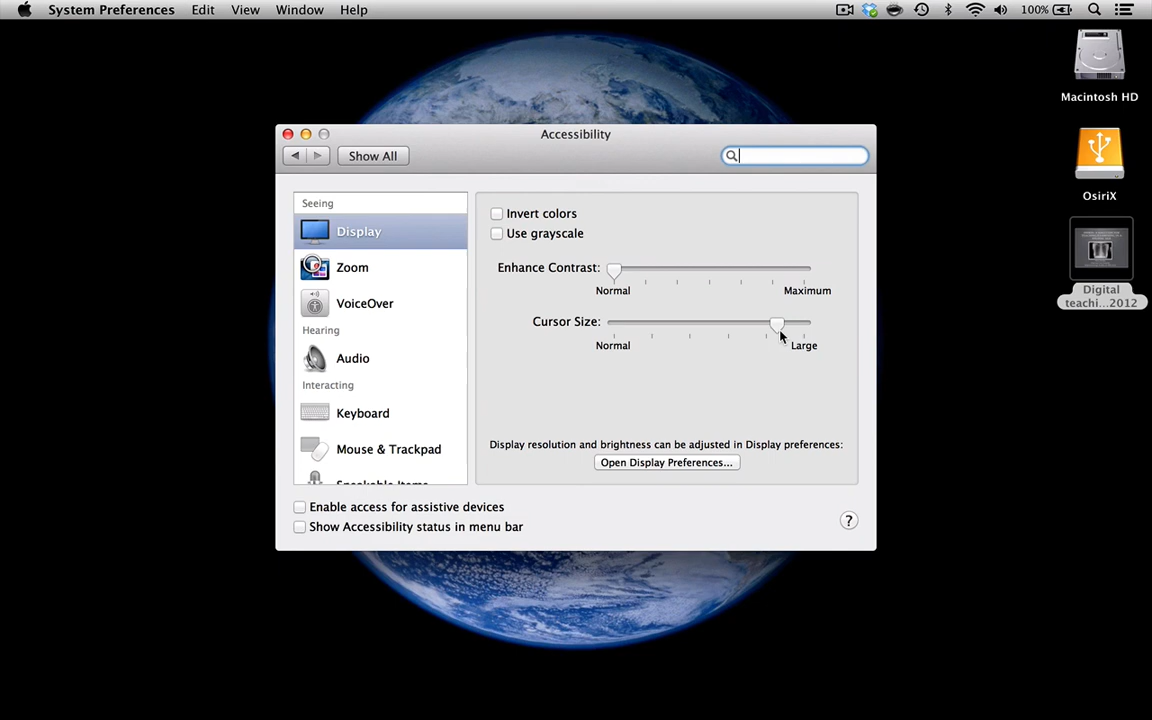 System Preferences Edit View Window Help 100%
Macintosh HD
OsiriX
Digital
teachi...2012
Accessibility
Show All
Seeing
Display
Zoom
VoiceOver
Hearing
Audio
Interacting
Keyboard
Mouse & Trackpad
Speakable Items
Invert colors
Use grayscale
Enhance Contrast:
Normal Maximum
Cursor Size:
Normal Large
Display resolution and brightness can be adjusted in Display preferences:
Open Display Preferences...
Enable access for assistive devices
Show Accessibility status in menu bar
?